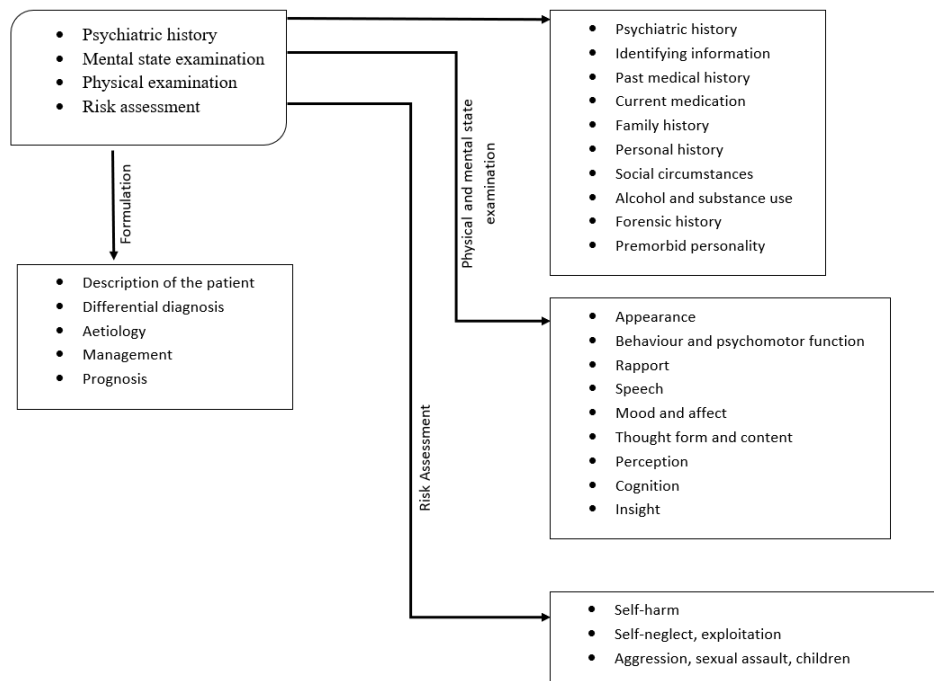 • Psychiatric history
• Mental state examination
• Physical examination
• Risk assessment
Formulation
• Description of the patient
• Differential diagnosis
• Aetiology
• Management
• Prognosis
Physical and mental state
examination
Risk Assessment
• Psychiatric history
• Identifying information
• Past medical history
• Current medication
• Family history
• Personal history
• Social circumstances
• Alcohol and substance use
• Forensic history
• Premorbid personality
• Appearance
• Behaviour and psychomotor function
• Rapport
• Speech
• Mood and affect
• Thought form and content
• Perception
• Cognition
• Insight
• Self-harm
• Self-neglect, exploitation
• Aggression, sexual assault, children